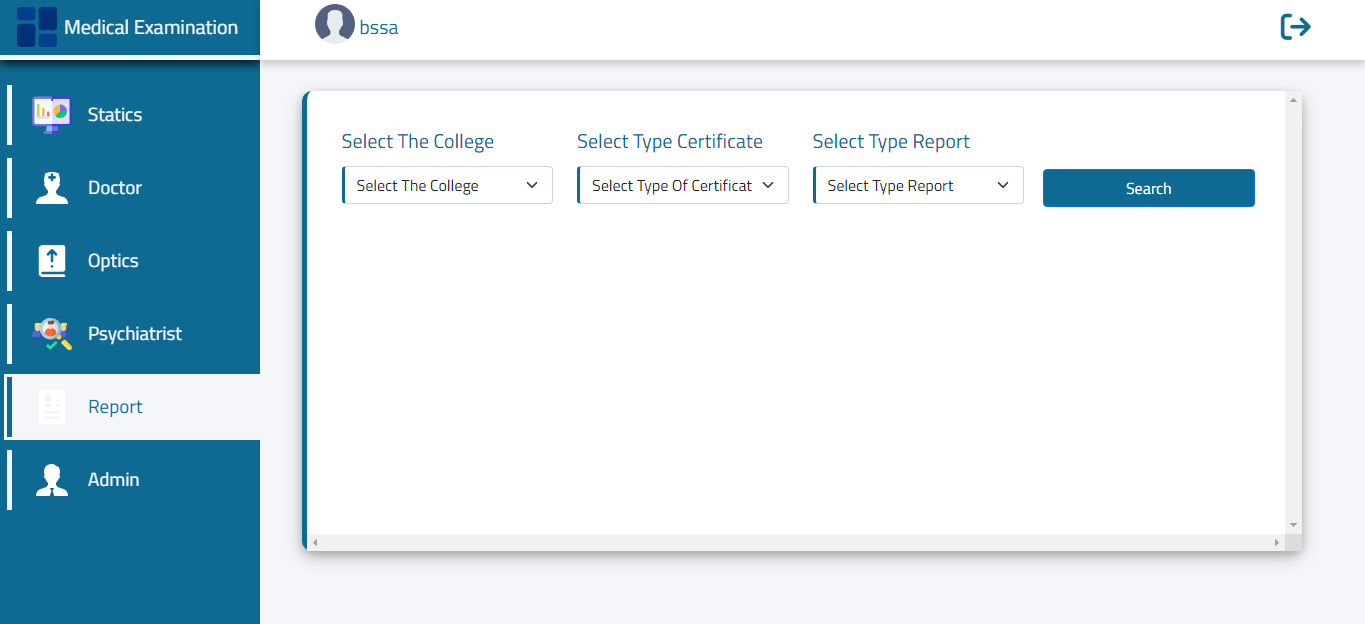 Medical Examination
bssa
Statics
Doctor
Optics
Psychiatrist
Report
Admin
Select The College
Select Type Certificate
Select Type Report
Select The College
Select Type Of Certificat
Select Type Report
Search